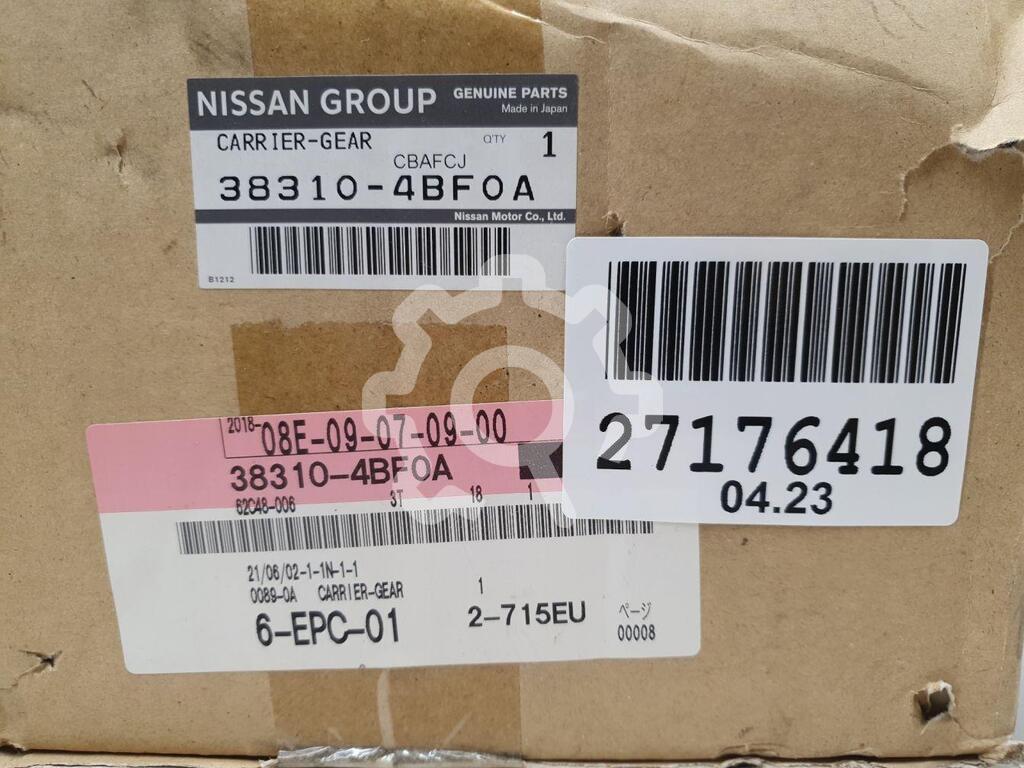 NISSAN GROUP GENUINE PARTS
Made in Japan
CARRIER-GEAR Q'TY 1
CBAFCJ
38310-4BF0A
Nissan Motor Co., Ltd.
B1212
27176418
04.23
2018- 08E-09-07-09-00
38310-4BF0A
62C48-006 3T 18 1
21/06/02-1-1N-1-1
0089-0A CARRIER-GEAR 1
6-EPC-01 2-715EU ページ
00008